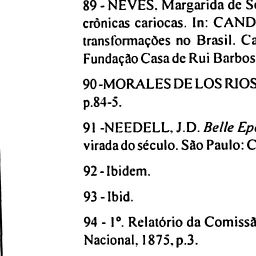 89 - NEVES, Margarida de So
crônicas cariocas. In: CAND
transformações no Brasil. Ca
Fundação Casa de Rui Barbos
90 -MORALES DE LOS RIOS
p.84-5.
91 -NEEDELL, J.D. Belle Epo
virada do século. São Paulo: C
92 - Ibidem.
93 - Ibid.
94 - 1º. Relatório da Comissã
Nacional, 1875, p.3.